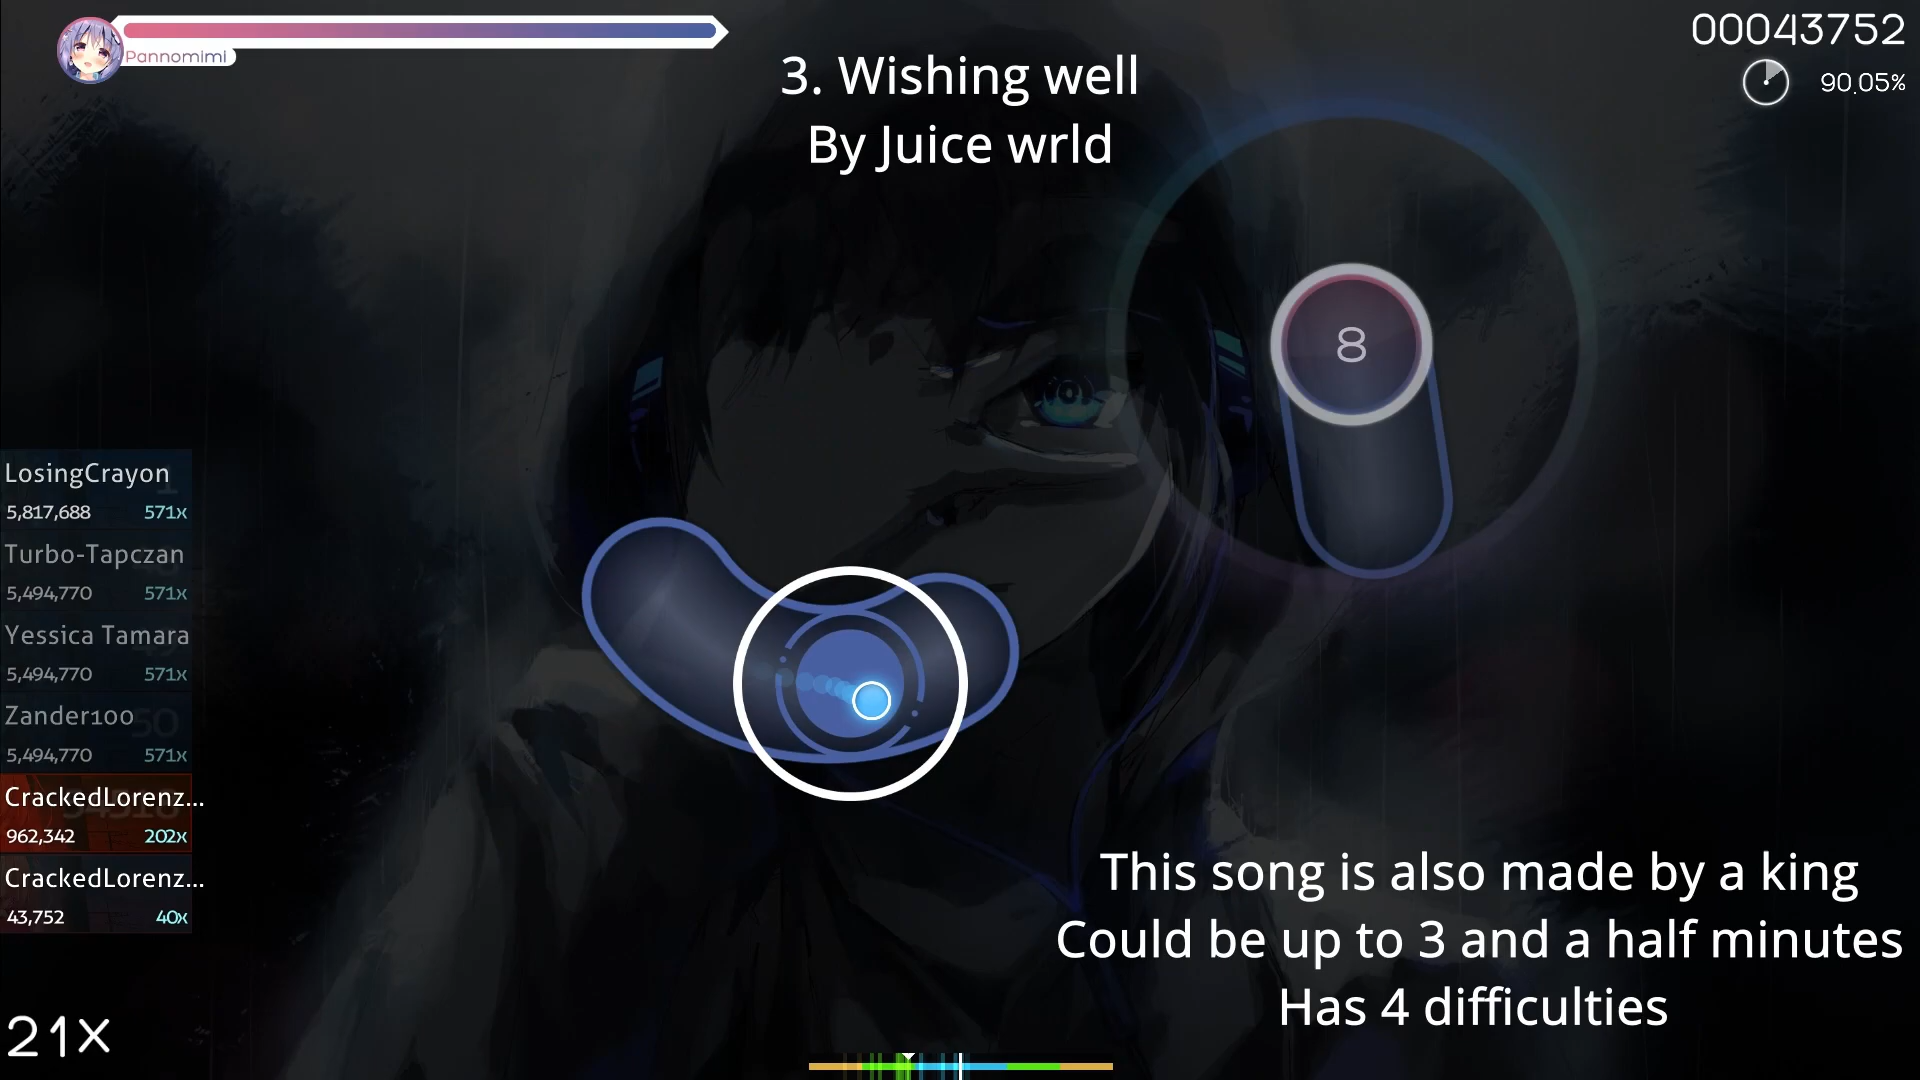 Pannomimi
3. Wishing well
By Juice wrld
00043752
90.05%
8
LosingCrayon
1
5,817,688 571x
Turbo-Tapczan
5,494,770 571x
Yessica Tamara
5,494,770 571x
Zander100
50
5,494,770 571x
CrackedLorenz...
962,342 202x
CrackedLorenz...
43,752 40x
This song is also made by a king
Could be up to 3 and a half minutes
Has 4 difficulties
21x